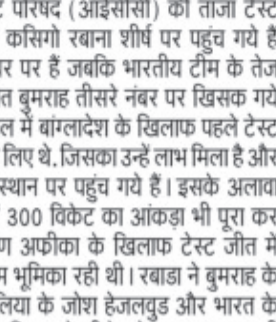 परिषद (आईसीसी) की ताजा टेस्ट
कसिगो रबाना शीर्ष पर पहुंच गये है
पर हैं जबकि भारतीय टीम के तेज
बुमराह तीसरे नंबर पर खिसक गये
में बांग्लादेश के खिलाफ पहले टेस्ट
लिए थे.जिसका उन्हें लाभ मिला है और
स्थान पर पहुंच गये हैं। इसके अलाव
300 विकेट का आंकड़ा भी पूरा कर
अफ्रीका के खिलाफ टेस्ट जीत में
भूमिका रही थी। रबाडा ने बुमराह के
लिया के जोश हेजलवुड और भारत के